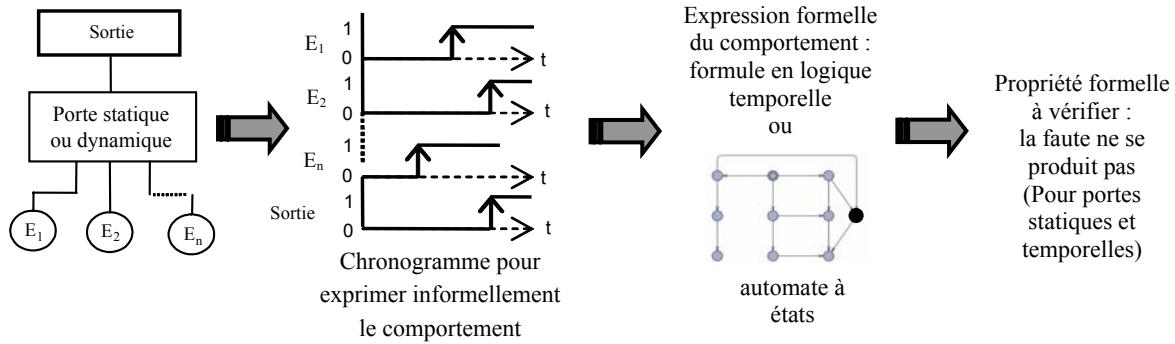 Sortie
Porte statique
ou dynamique
E1
E2
En
E1
1
0
t
E2
1
0
t
En
1
0
t
Sortie
1
0
t
Chronogramme pour
exprimer informellement
le comportement
Expression formelle
du comportement :
formule en logique
temporelle
ou
automate à
états
Propriété formelle
à vérifier :
la faute ne se
produit pas
(Pour portes
statiques et
temporelles)